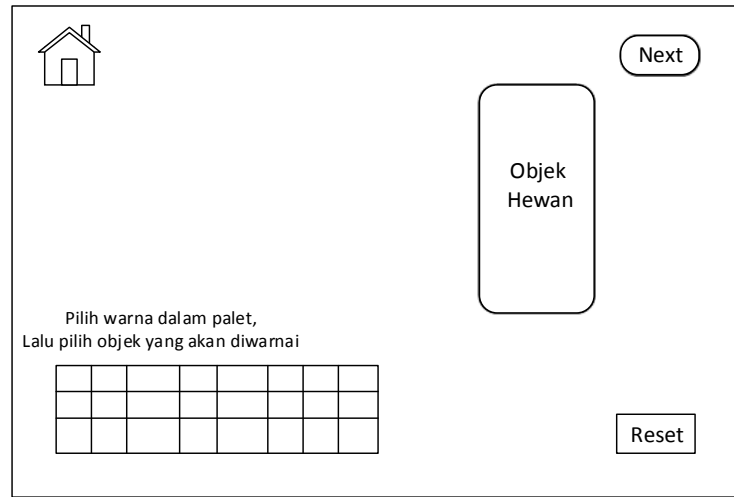 Next
Objek
Hewan
Pilih warna dalam palet,
Lalu pilih objek yang akan diwarnai
Reset